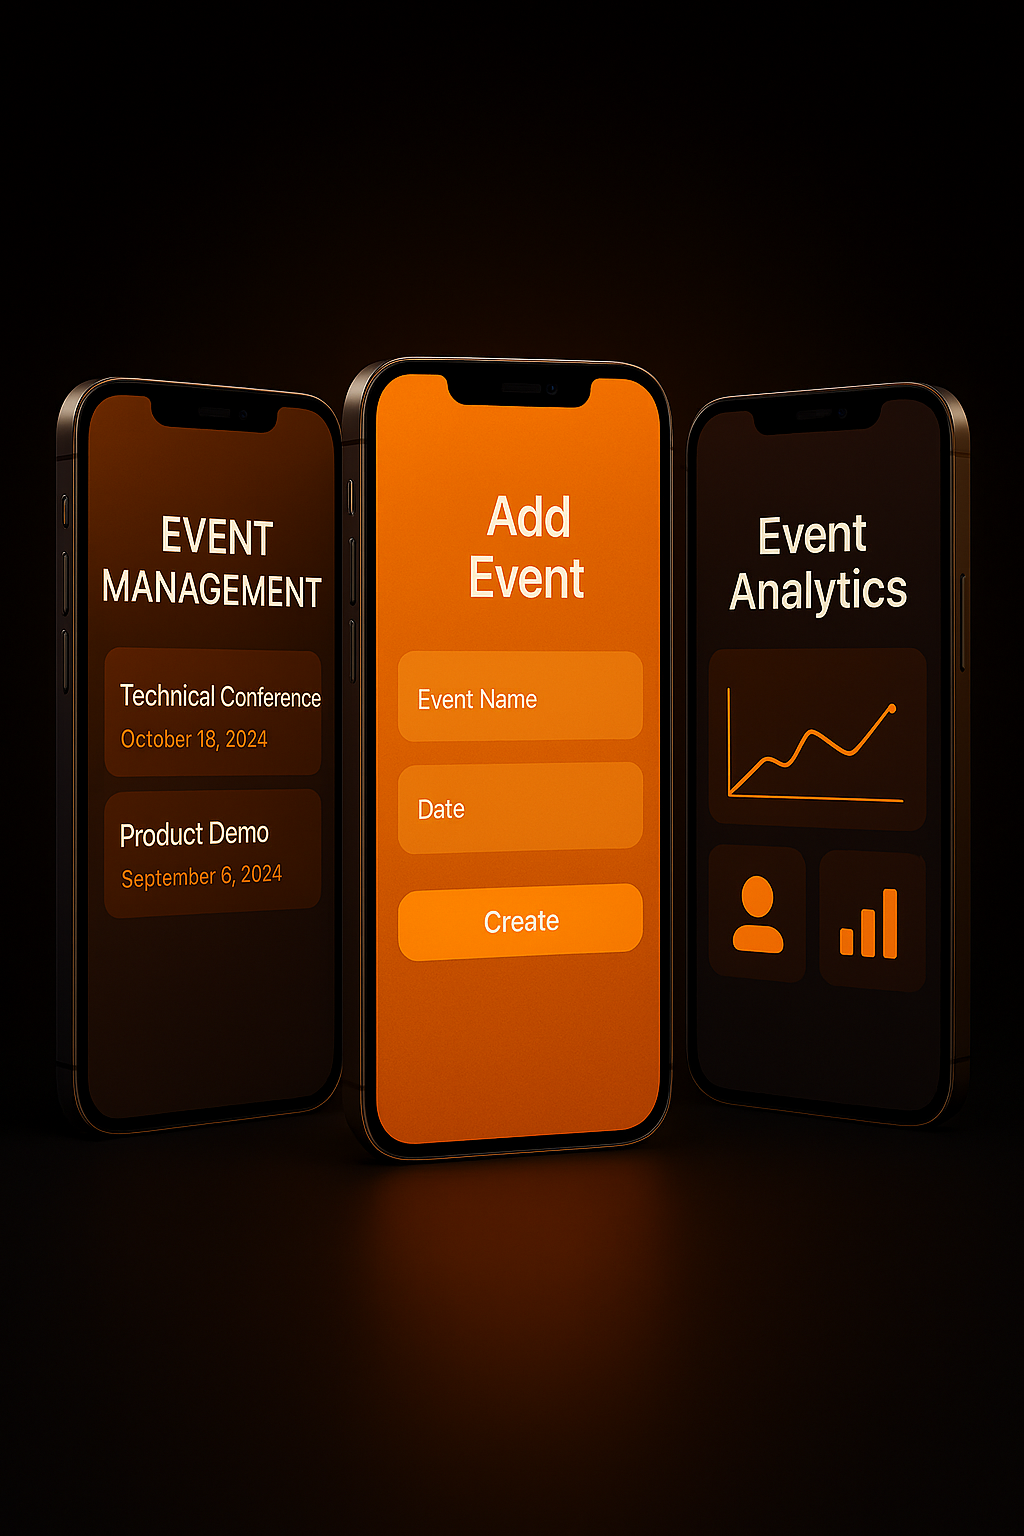 EVENT
MANAGEMENT
Technical Conference
October 18, 2024
Product Demo
September 6, 2024
Add
Event
Event Name
Date
Create
Event
Analytics